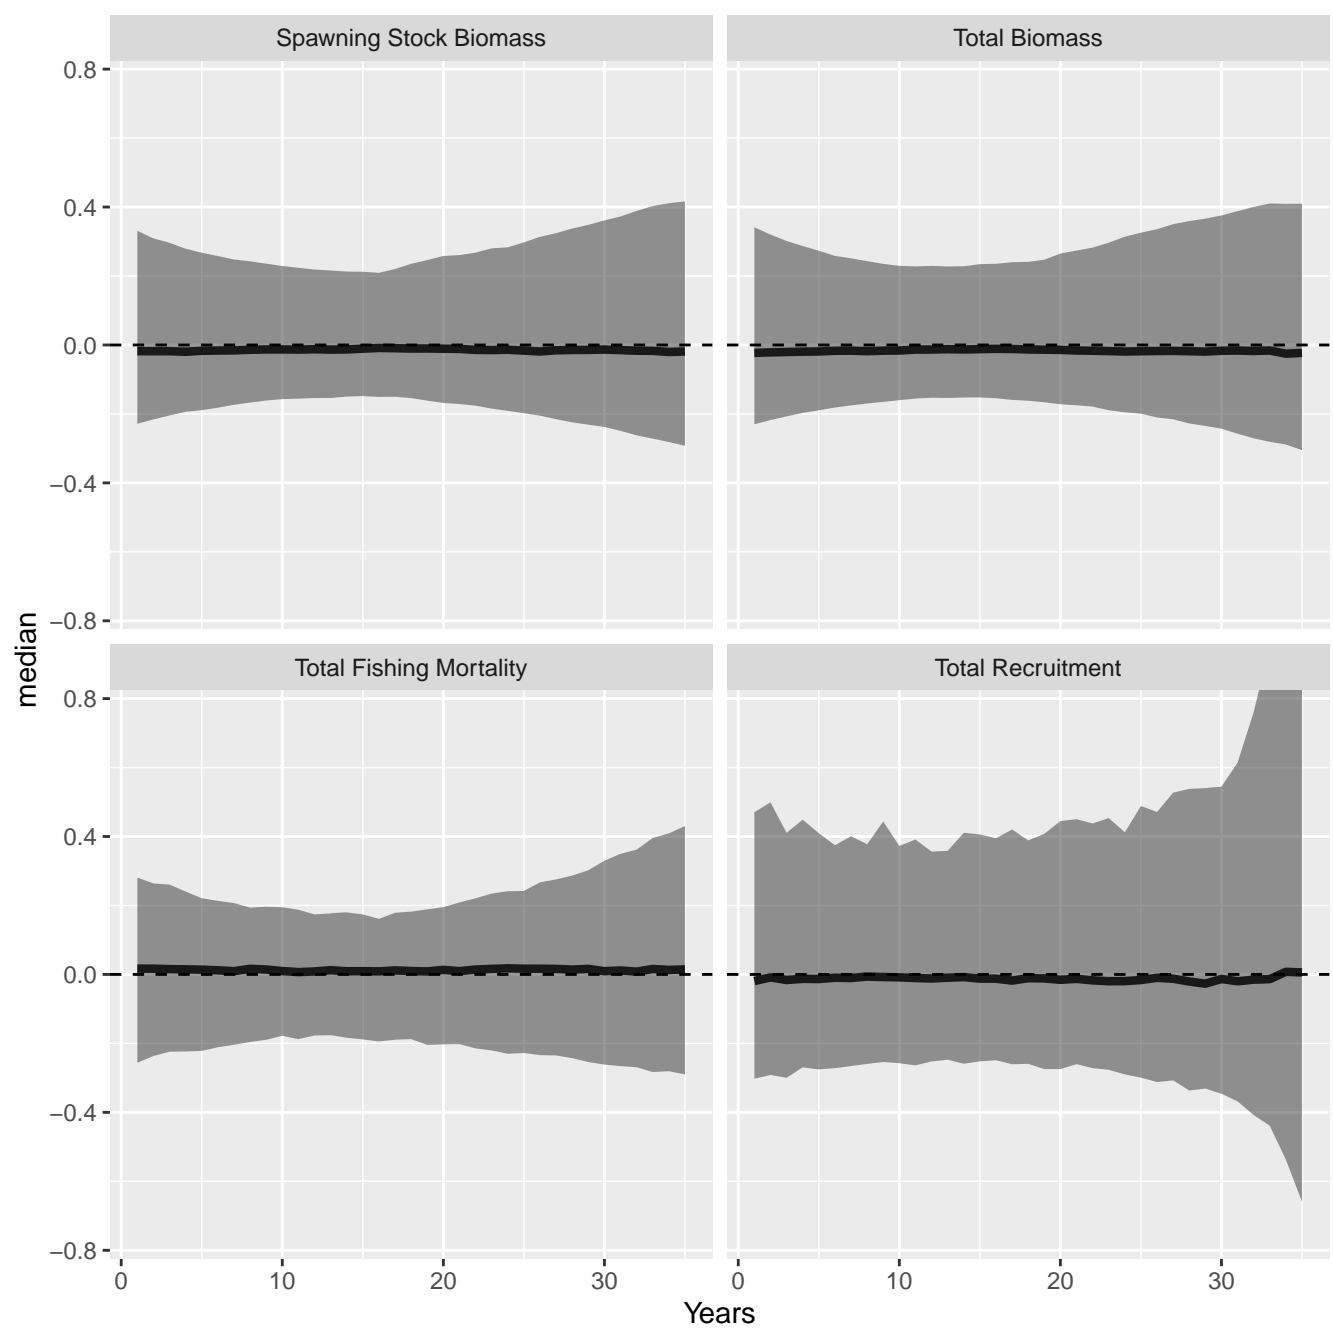 Spawning Stock Biomass
Total Biomass
0.8
0.4
0.0
−0.4
−0.8
median
Total Fishing Mortality
Total Recruitment
0.8
0.4
0.0
−0.4
−0.8
0 10 20 30
0 10 20 30
Years